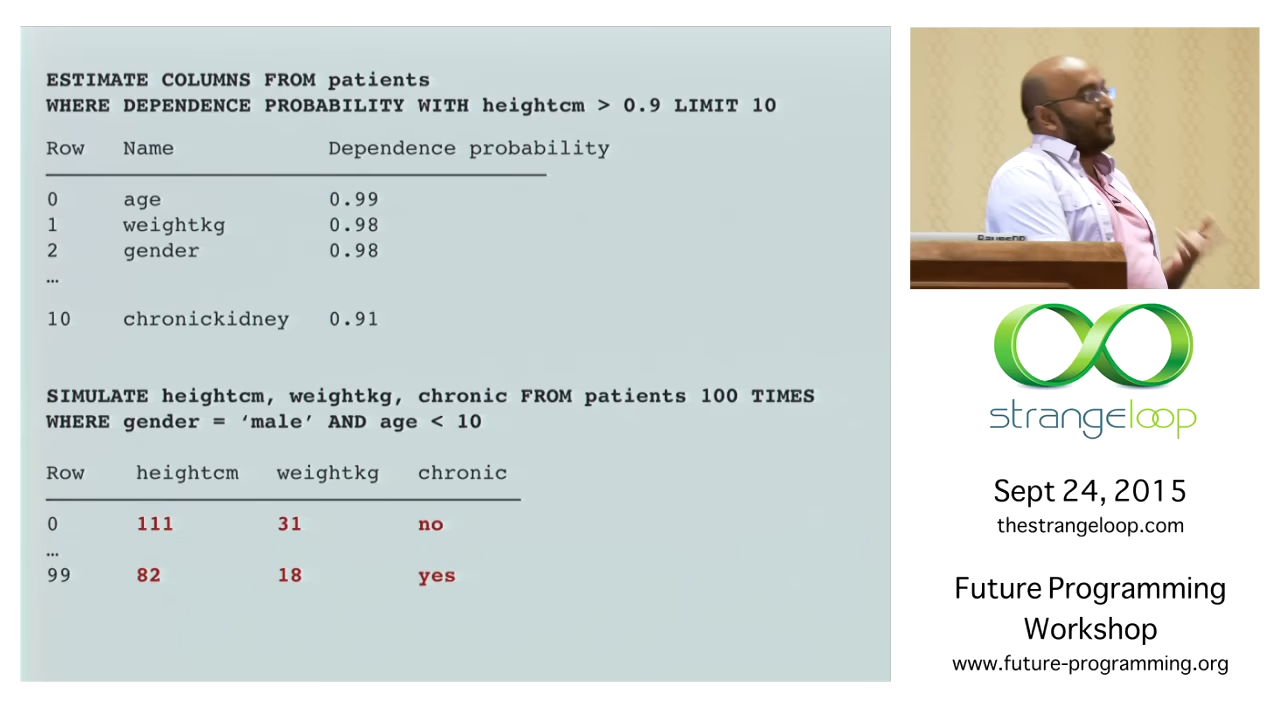 ESTIMATE COLUMNS FROM patients
WHERE DEPENDENCE PROBABILITY WITH heightcm > 0.9 LIMIT 10
Row Name Dependence probability
0 age 0.99
1 weightkg 0.98
2 gender 0.98
…
10 chronickidney 0.91
SIMULATE heightcm, weightkg, chronic FROM patients 100 TIMES
WHERE gender = ‘male’ AND age < 10
Row heightcm weightkg chronic
0 111 31 no
…
99 82 18 yes
strangeloop
Sept 24, 2015
thestrangeloop.com
Future Programming
Workshop
www.future-programming.org